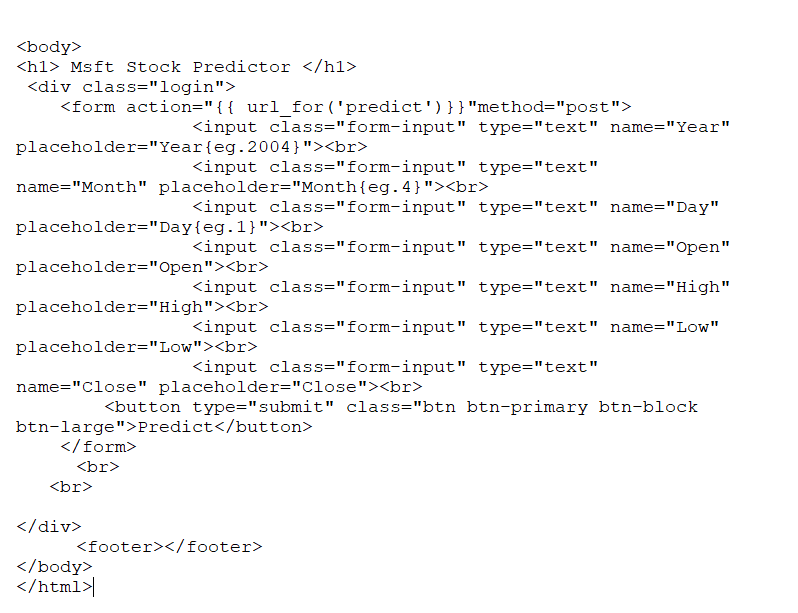 <body>
<h1> Msft Stock Predictor </h1>
<div class="login">
<form action="{{ url_for('predict')}}"method="post">
<input class="form-input" type="text" name="Year"
placeholder="Year{eg.2004}"><br>
<input class="form-input" type="text"
name="Month" placeholder="Month{eg.4}"><br>
<input class="form-input" type="text" name="Day"
placeholder="Day{eg.1}"><br>
<input class="form-input" type="text" name="Open"
placeholder="Open"><br>
<input class="form-input" type="text" name="High"
placeholder="High"><br>
<input class="form-input" type="text" name="Low"
placeholder="Low"><br>
<input class="form-input" type="text"
name="Close" placeholder="Close"><br>
<button type="submit" class="btn btn-primary btn-block
btn-large">Predict</button>
</form>
<br>
<br>
</div>
<footer></footer>
</body>
</html>